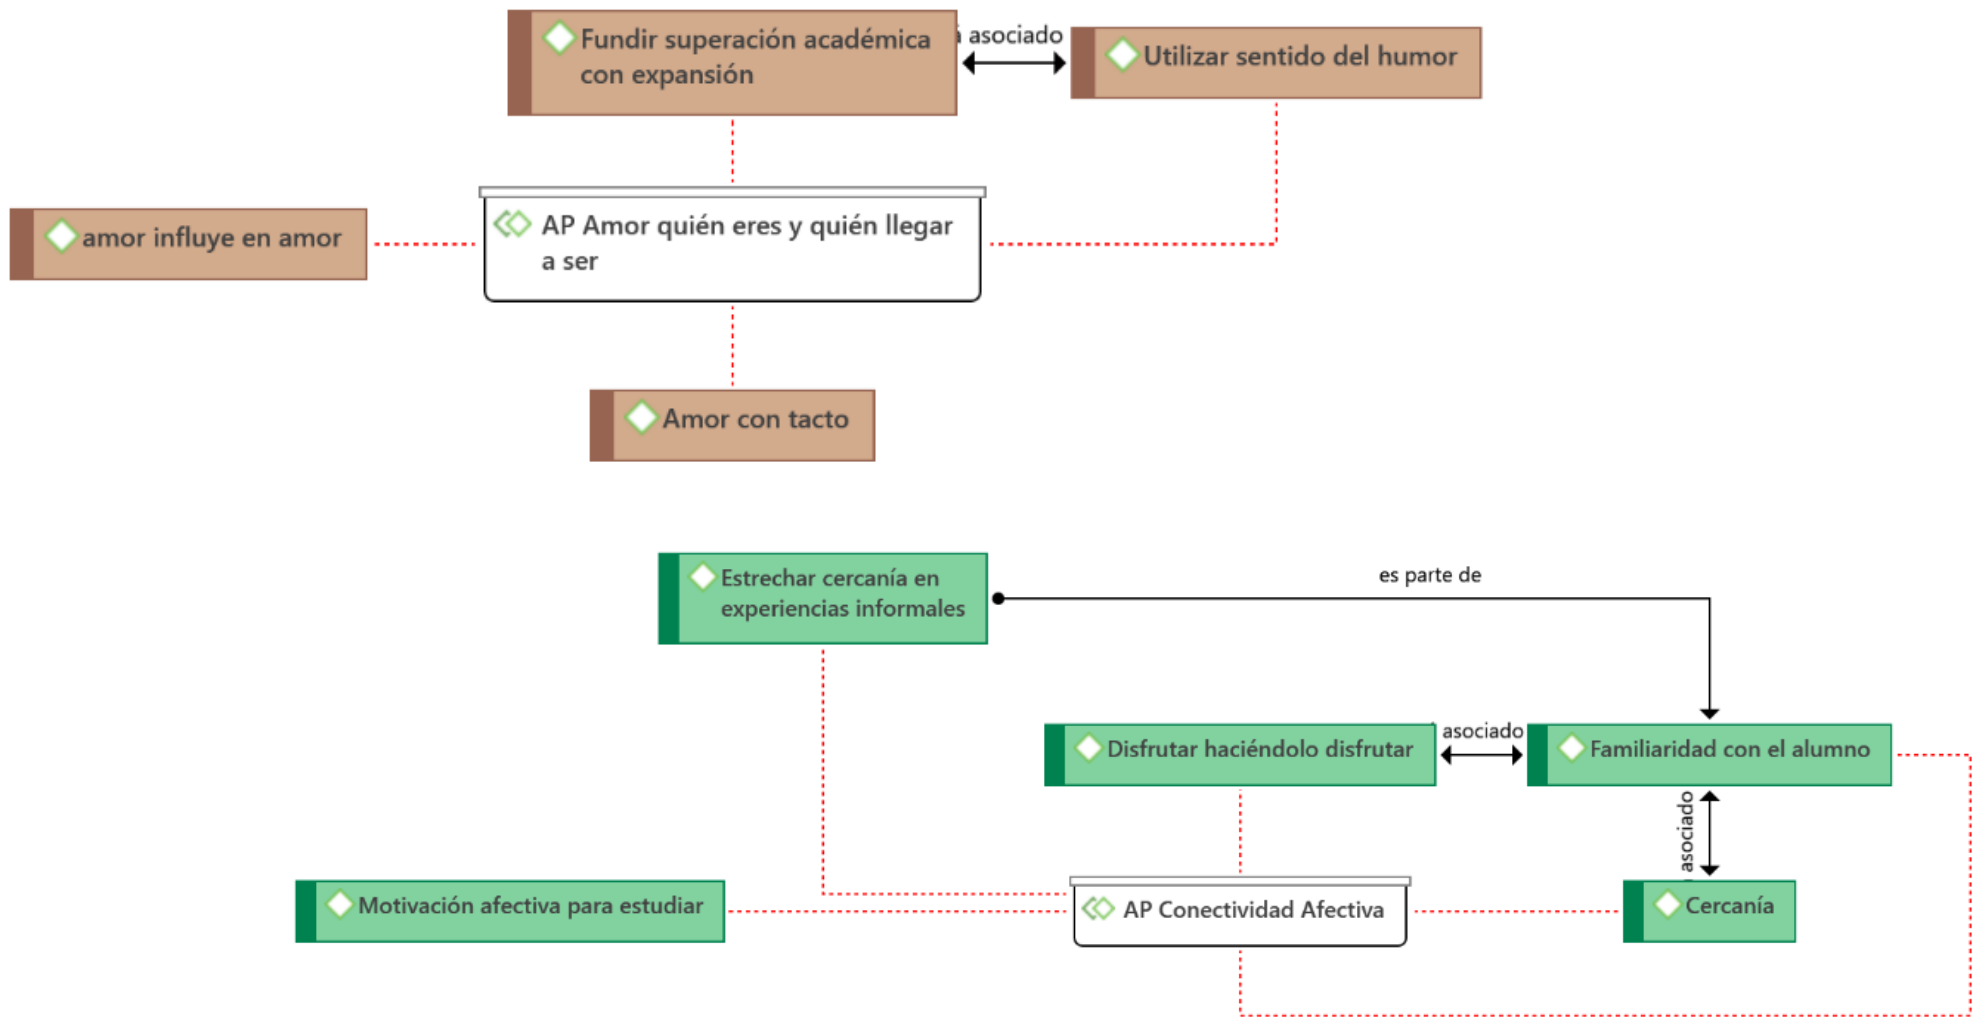 Fundir superación académica
con expansión
asociado
Utilizar sentido del humor
amor influye en amor
AP Amor quién eres y quién llegar
a ser
Amor con tacto
Estrechar cercanía en
experiencias informales
es parte de
Disfrutar haciéndolo disfrutar
asociado
Familiaridad con el alumno
asociado
Motivación afectiva para estudiar
AP Conectividad Afectiva
Cercanía